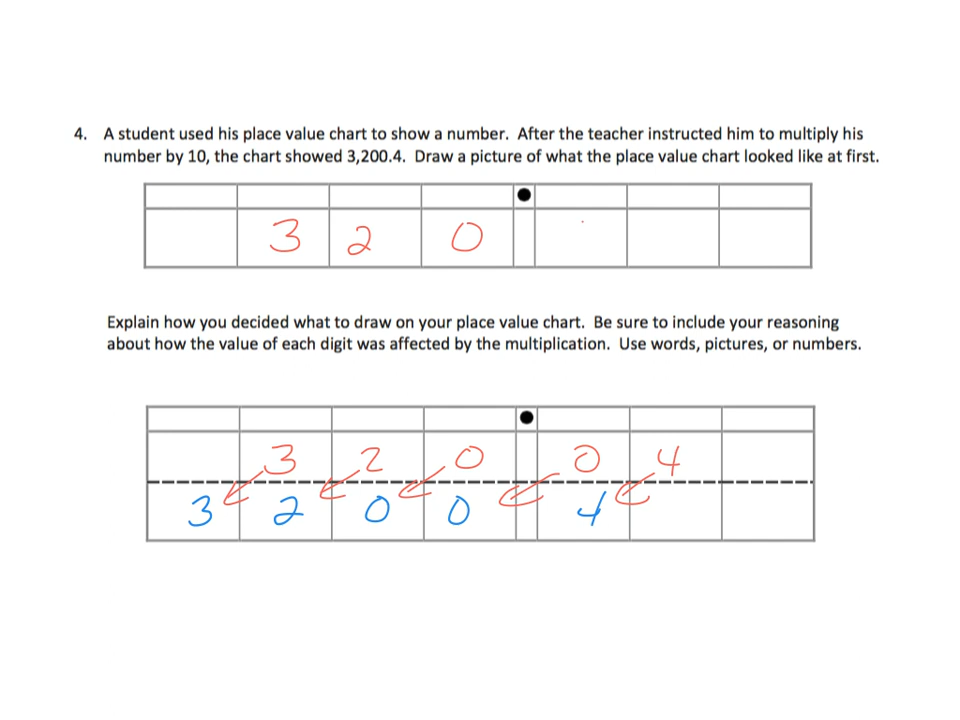 4. A student used his place value chart to show a number. After the teacher instructed him to multiply his
number by 10, the chart showed 3,200.4. Draw a picture of what the place value chart looked like at first.
3 2 0
Explain how you decided what to draw on your place value chart. Be sure to include your reasoning
about how the value of each digit was affected by the multiplication. Use words, pictures, or numbers.
3 2 0 0 4
3 2 0 0 4